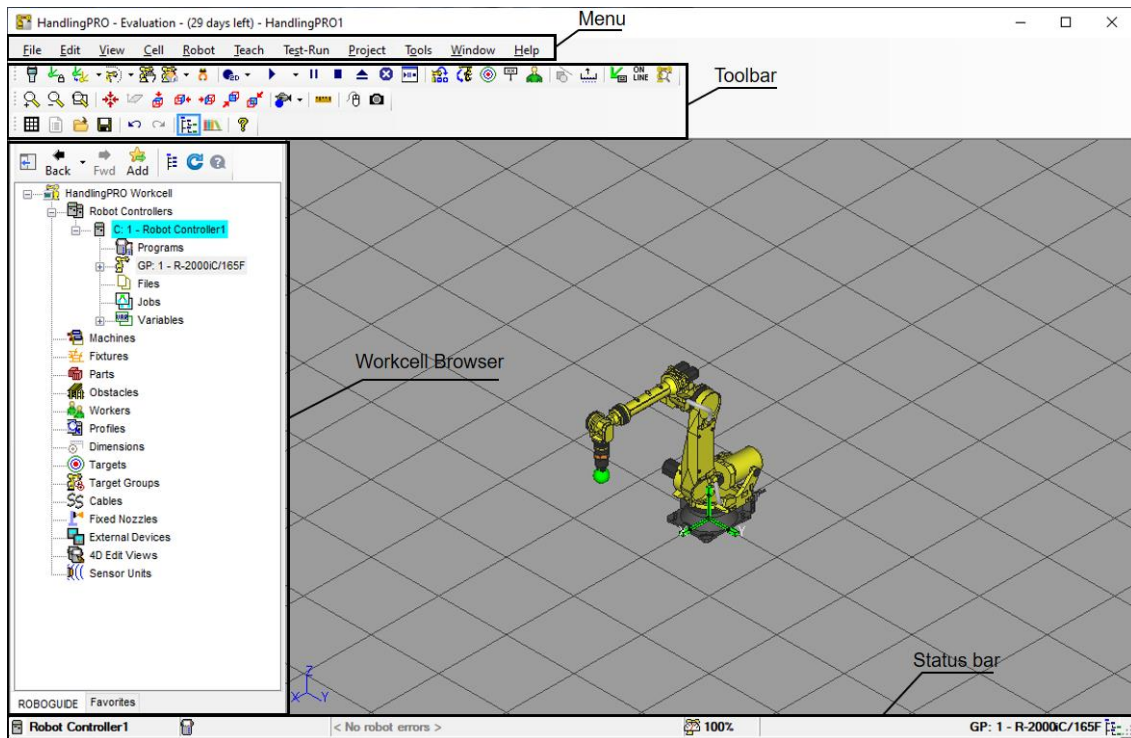 HandlingPRO - Evaluation - (29 days left) - HandlingPRO1
Menu
File Edit View Cell Robot Teach Test-Run Project Tools Window Help
ON
LINE
Toolbar
Back Fwd Add
HandlingPRO Workcell
Robot Controllers
C: 1 - Robot Controller1
Programs
GP: 1 - R-2000iC/165F
Files
Jobs
Variables
Machines
Fixtures
Parts
Obstacles
Workers
Profiles
Dimensions
Targets
Target Groups
Cables
Fixed Nozzles
External Devices
4D Edit Views
Sensor Units
Workcell Browser
Status bar
Z
X Y
ROBOGUIDE Favorites
Robot Controller1 < No robot errors > 100% GP: 1 - R-2000iC/165F